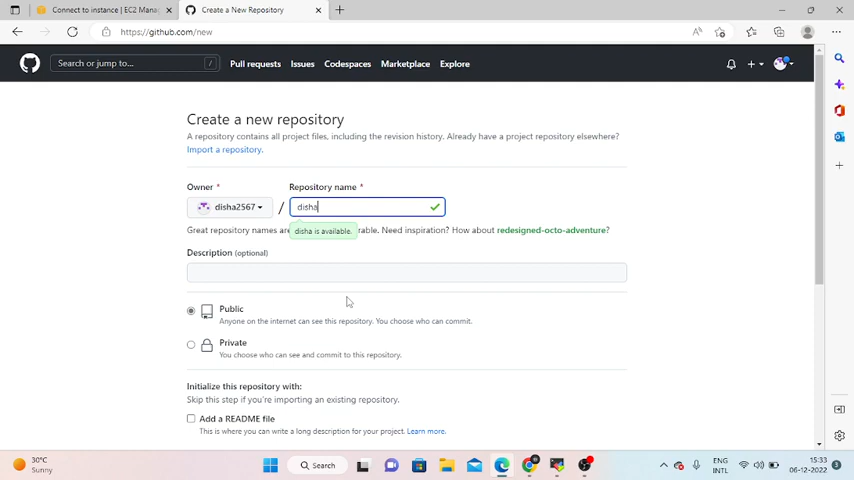 Connect to instance | EC2 Manag
Create a New Repository
https://github.com/new
Search or jump to...
/
Pull requests
Issues
Codespaces
Marketplace
Explore
Create a new repository
A repository contains all project files, including the revision history. Already have a project repository elsewhere?
Import a repository.
Owner *
Repository name *
disha2567
/
disha
disha is available.
Great repository names are
rable. Need inspiration? How about redesigned-octo-adventure?
Description (optional)
Public
Anyone on the internet can see this repository. You choose who can commit.
Private
You choose who can see and commit to this repository.
Initialize this repository with:
Skip this step if you're importing an existing repository.
Add a README file
This is where you can write a long description for your project. Learn more.
30°C
Sunny
Search
ENG
INTL
15:33
06-12-2022
3